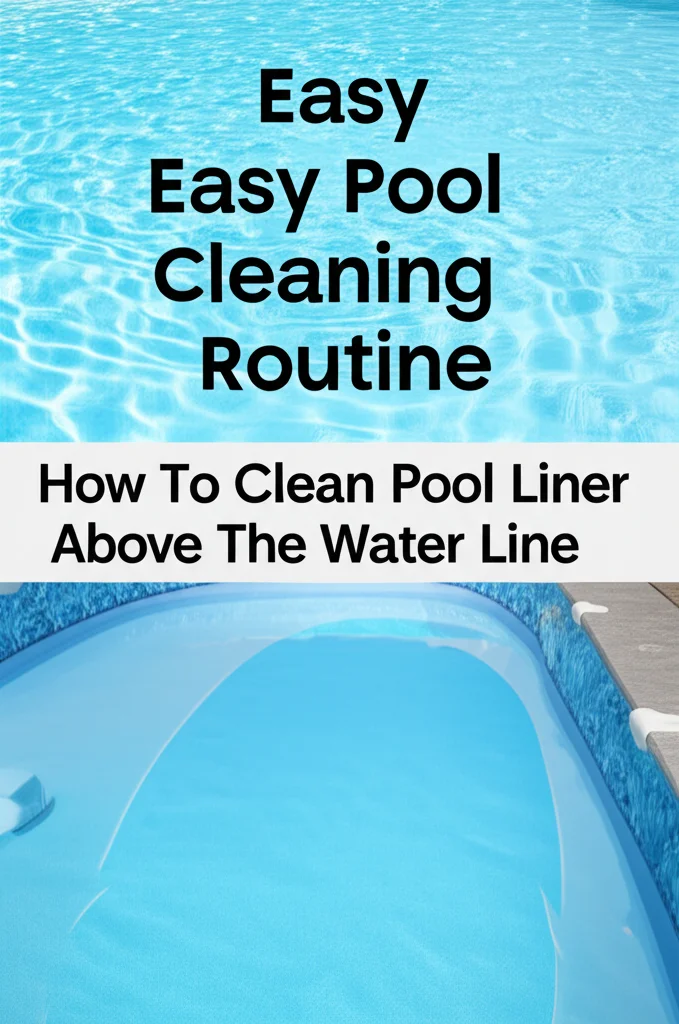 Easy
Easy Pool
Cleaning
Routine
How To Clean Pool Liner
Above The Water Line